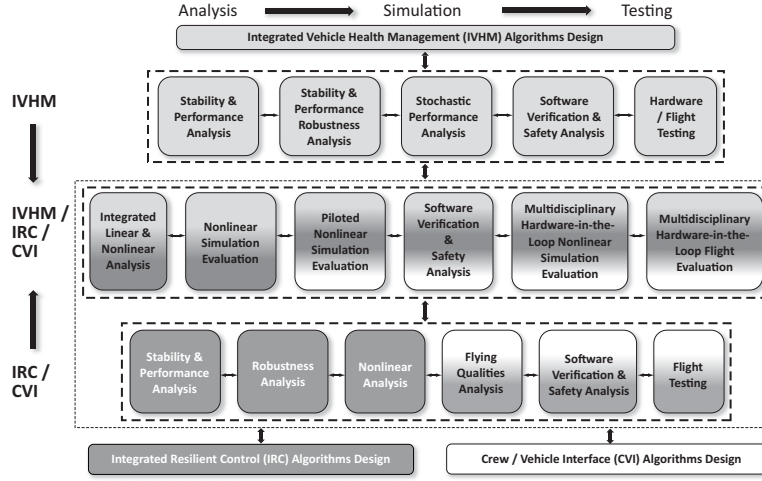 Analysis Simulation Testing
Integrated Vehicle Health Management (IVHM) Algorithms Design
IVHM
Stability &
Performance
Analysis
Stability &
Performance
Robustness
Analysis
Stochastic
Performance
Analysis
Software
Verification &
Safety Analysis
Hardware
/ Flight
Testing
IVHM /
IRC /
CVI
Integrated
Linear &
Nonlinear
Analysis
Nonlinear
Simulation
Evaluation
Piloted
Nonlinear
Simulation
Evaluation
Software
Verification
&
Safety
Analysis
Multidisciplinary
Hardware-in-the-
Loop Nonlinear
Simulation
Evaluation
Multidisciplinary
Hardware-in-the-
Loop Flight
Evaluation
IRC /
CVI
Stability &
Performance
Analysis
Robustness
Analysis
Nonlinear
Analysis
Flying
Qualities
Analysis
Software
Verification &
Safety Analysis
Flight
Testing
Integrated Resilient Control (IRC) Algorithms Design
Crew / Vehicle Interface (CVI) Algorithms Design